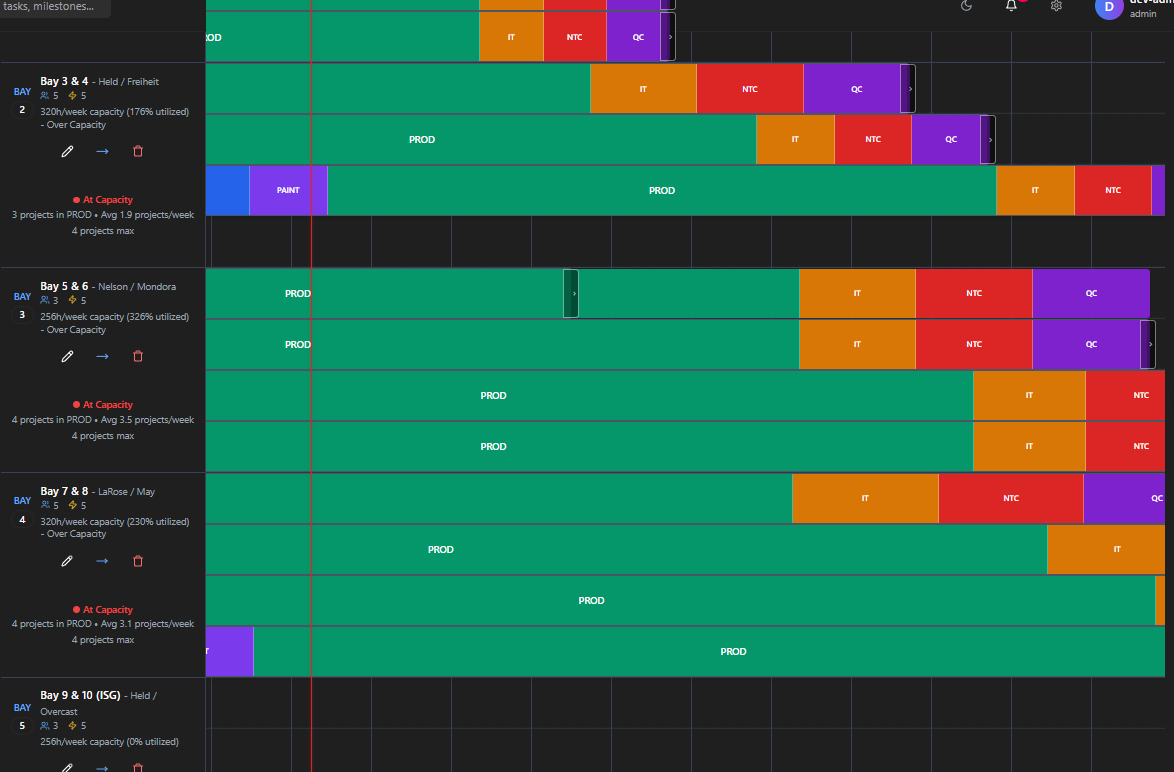 tasks, milestones...
D
admin
IT NTC QC
BAY
2
Bay 3 & 4 - Held / Freiheit
5 5
320h/week capacity (176% utilized)
- Over Capacity
At Capacity
3 projects in PROD • Avg 1.9 projects/week
4 projects max
IT NTC QC
PROD IT NTC QC
PAINT PROD IT NTC
BAY
3
Bay 5 & 6 - Nelson / Mondora
3 5
256h/week capacity (326% utilized)
- Over Capacity
At Capacity
4 projects in PROD • Avg 3.5 projects/week
4 projects max
PROD IT NTC QC
PROD IT NTC QC
PROD IT NTC
PROD IT NTC
BAY
4
Bay 7 & 8 - LaRose / May
5 5
320h/week capacity (230% utilized)
- Over Capacity
At Capacity
4 projects in PROD • Avg 3.1 projects/week
4 projects max
IT NTC QC
PROD IT
PROD
PROD
BAY
5
Bay 9 & 10 (ISG) - Held /
Overcast
3 5
256h/week capacity (0% utilized)